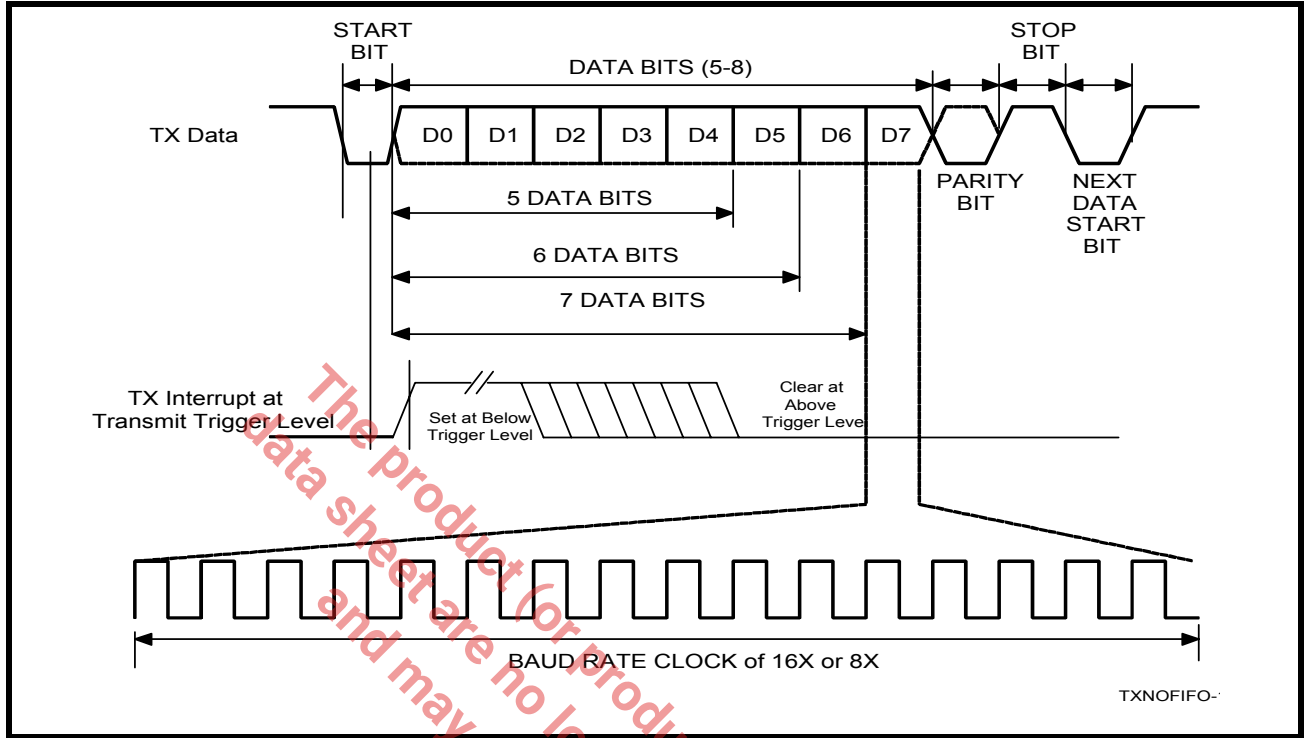 START
BIT
STOP
BIT
DATA BITS (5-8)
TX Data
D0 D1 D2 D3 D4 D5 D6 D7
PARITY
BIT
NEXT
DATA
START
BIT
5 DATA BITS
6 DATA BITS
7 DATA BITS
TX Interrupt at
Transmit Trigger Level
Set at Below
Trigger Level
Clear at
Above
Trigger Leve
BAUD RATE CLOCK of 16X or 8X
TXNOFIFO-
The product (or produ
data sheet are no lo
and may